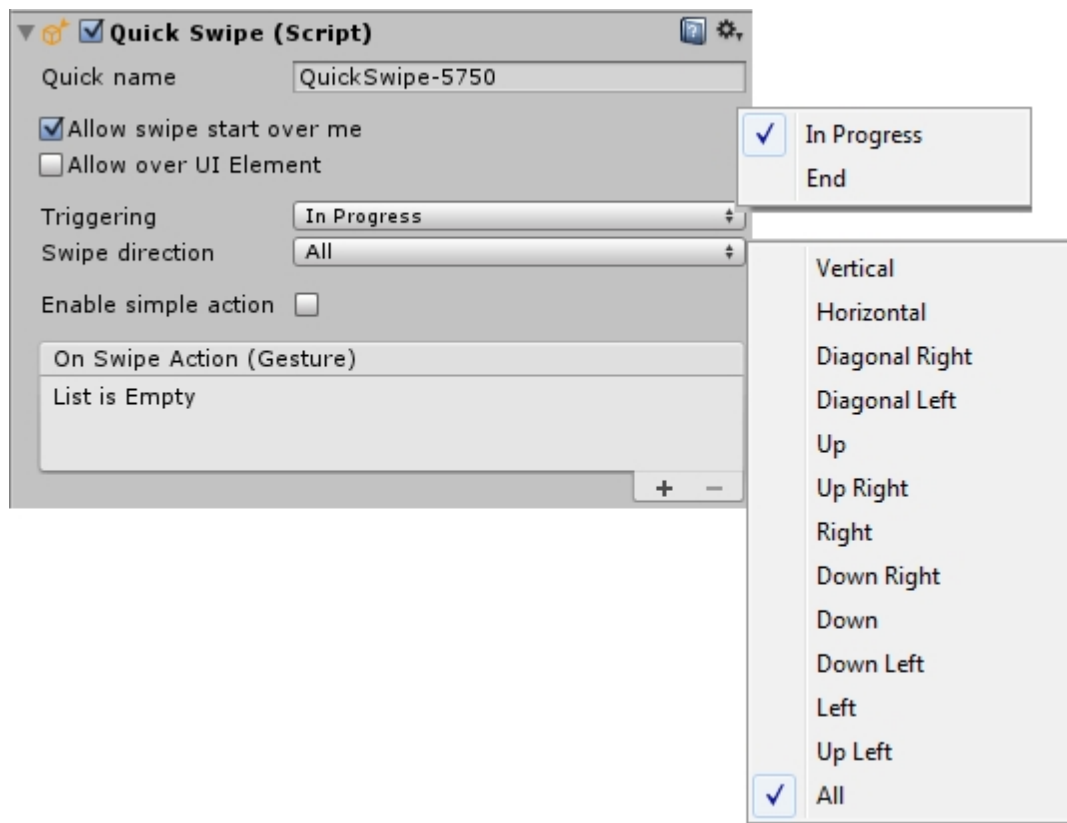 Quick Swipe (Script)
Quick name QuickSwipe-5750
Allow swipe start over me
Allow over UI Element
Triggering In Progress
Swipe direction All
Enable simple action
On Swipe Action (Gesture)
List is Empty
+ −
In Progress
End
Vertical
Horizontal
Diagonal Right
Diagonal Left
Up
Up Right
Right
Down Right
Down
Down Left
Left
Up Left
All